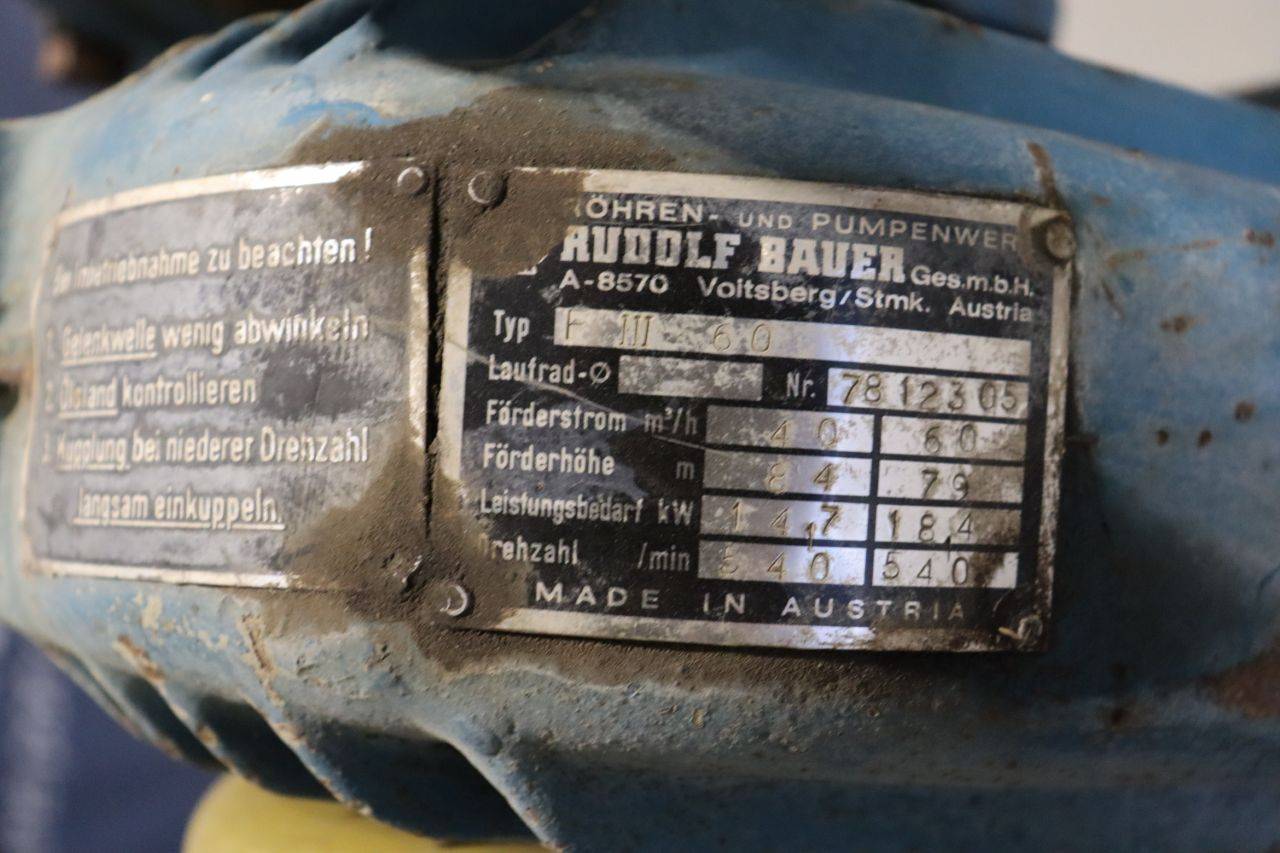 Inbetriebnahme zu beachten!
1. Gelenkwelle wenig abwinkeln
2. Ölstand kontrollieren
3. Kupplung bei niederer Drehzahl
langsam einkuppeln.
RÖHREN- UND PUMPENWER
RUDOLF BAUER Ges.m.b.H.
A-8570 Voitsberg/Stmk. Austria
Typ III 60
Laufrad-Ø Nr. 7812305
Förderstrom m³/h 40 60
Förderhöhe m 84 79
Leistungsbedarf kW 14,7 18,4
Drehzahl /min 540 540
MADE IN AUSTRIA